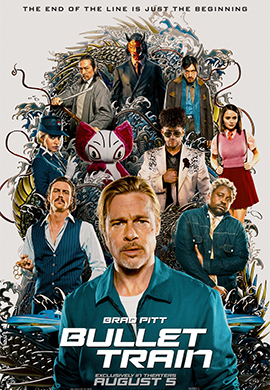 THE END OF THE LINE IS JUST THE BEGINNING
BRAD PITT
BULLET
TRAIN
EXCLUSIVELY IN THEATERS
AUGUST 5